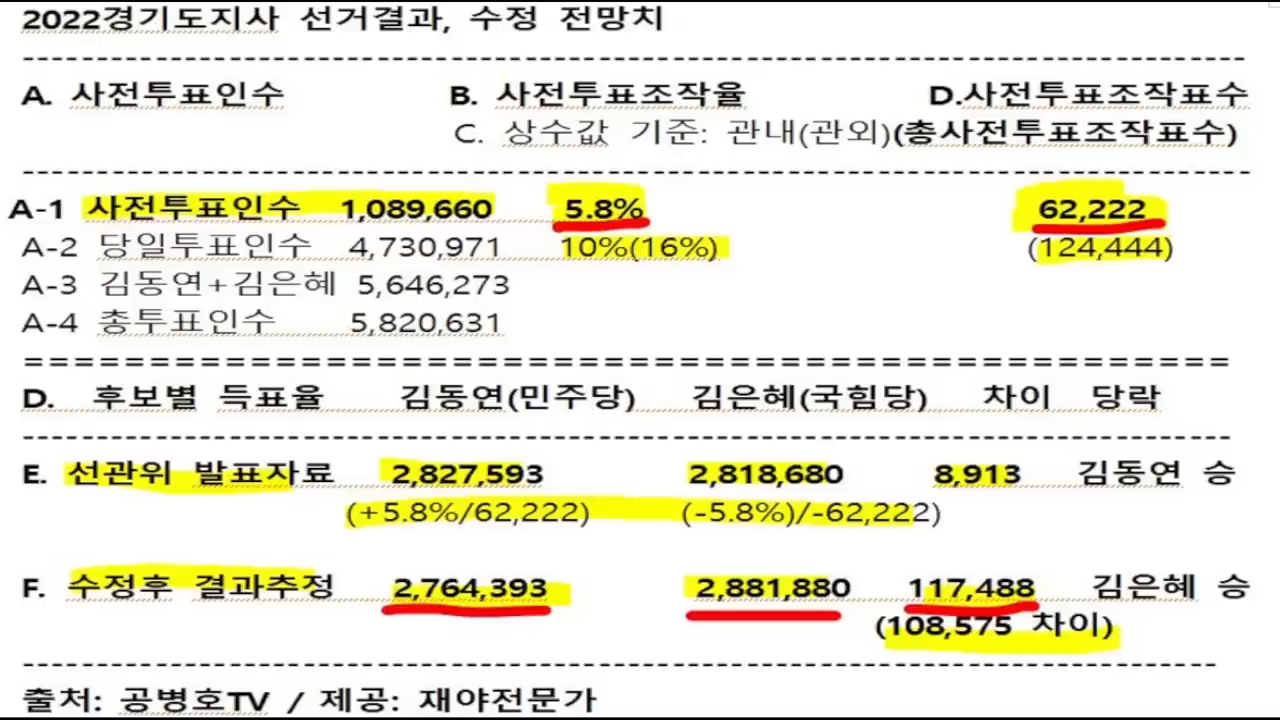 2022경기도지사 선거결과, 수정 전망치
A. 사전투표인수 B. 사전투표조작율 D.사전투표조작표수
C. 상수값 기준: 관내(관외)(총사전투표조작표수)
A-1 사전투표인수 1,089,660 5.8% 62,222
A-2 당일투표인수 4,730,971 10%(16%) (124,444)
A-3 김동연+김은혜 5,646,273
A-4 총투표인수 5,820,631
D. 후보별 득표율 김동연(민주당) 김은혜(국힘당) 차이 당락
E. 선관위 발표자료 2,827,593 2,818,680 8,913 김동연 승
(+5.8%/62,222) (-5.8%)/-62,222)
F. 수정후 결과추정 2,764,393 2,881,880 117,488 김은혜 승
(108,575 차이)
출처: 공병호TV / 제공: 재야전문가